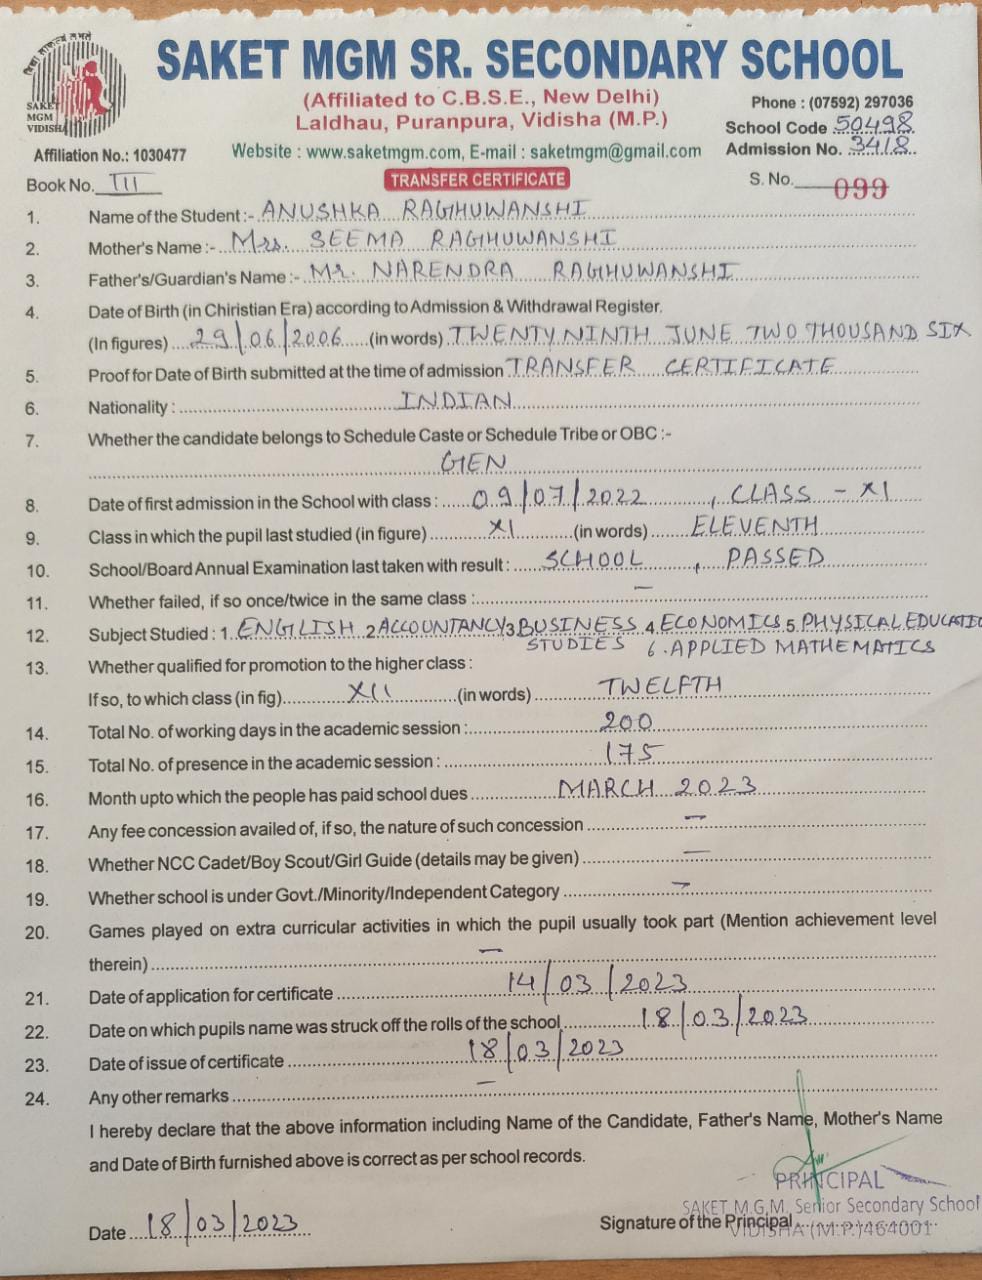 SAKET MGM SR. SECONDARY SCHOOL
SAKET
MGM
VIDISHA
(Affiliated to C.B.S.E., New Delhi)
Laldhau, Puranpura, Vidisha (M.P.)
Phone : (07592) 297036
School Code 50498
Admission No. 3418
Affiliation No.: 1030477
Website : www.saketmgm.com, E-mail : saketmgm@gmail.com
Book No. III
TRANSFER CERTIFICATE
S. No. 099
1. Name of the Student :- ANUSHKA RAGHUWANSHI
2. Mother's Name :- Mrs. SEEMA RAGHUWANSHI
3. Father's/Guardian's Name :- Mr. NARENDRA RAGHUWANSHI
4. Date of Birth (in Chiristian Era) according to Admission & Withdrawal Register.
(In figures) 29/06/2006 (in words) TWENTY NINTH JUNE TWO THOUSAND SIX
5. Proof for Date of Birth submitted at the time of admission TRANSFER CERTIFICATE
6. Nationality : INDIAN
7. Whether the candidate belongs to Schedule Caste or Schedule Tribe or OBC :-
GEN
8. Date of first admission in the School with class : 09/07/2022, CLASS - XI
9. Class in which the pupil last studied (in figure) XI (in words) ELEVENTH
10. School/Board Annual Examination last taken with result : SCHOOL, PASSED
11. Whether failed, if so once/twice in the same class : —
12. Subject Studied : 1. ENGLISH 2 ACCOUNTANCY 3 BUSINESS 4 ECONOMICS 5 PHYSICAL EDUCATIO
STUDIES 6. APPLIED MATHEMATICS
13. Whether qualified for promotion to the higher class :
If so, to which class (in fig) XII (in words) TWELFTH
14. Total No. of working days in the academic session : 200
15. Total No. of presence in the academic session : 175
16. Month upto which the people has paid school dues MARCH 2023
17. Any fee concession availed of, if so, the nature of such concession —
18. Whether NCC Cadet/Boy Scout/Girl Guide (details may be given) —
19. Whether school is under Govt./Minority/Independent Category —
20. Games played on extra curricular activities in which the pupil usually took part (Mention achievement level
therein) —
21. Date of application for certificate 14/03/2023
22. Date on which pupils name was struck off the rolls of the school 18/03/2023
23. Date of issue of certificate 18/03/2023
24. Any other remarks —
I hereby declare that the above information including Name of the Candidate, Father's Name, Mother's Name
and Date of Birth furnished above is correct as per school records.
PRINCIPAL
SAKET M.G.M. Senior Secondary School
VIDISHA (M.P.) 464001
Date 18/03/2023
Signature of the Principal